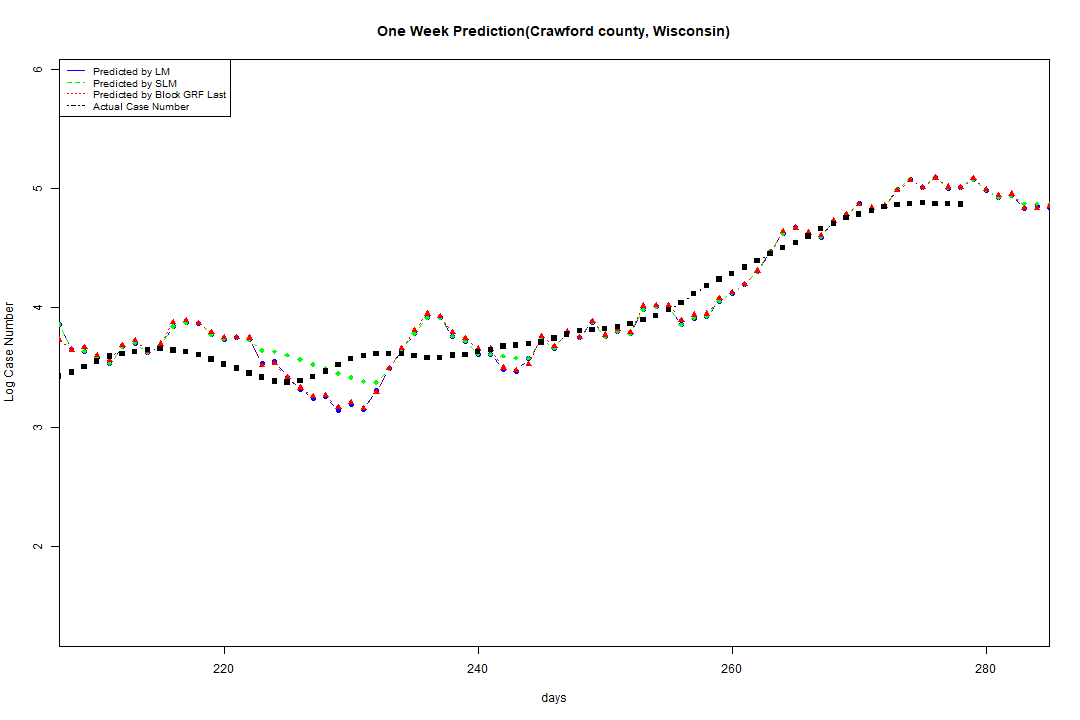 One Week Prediction(Crawford county, Wisconsin)
Predicted by LM
Predicted by SLM
Predicted by Block GRF Last
Actual Case Number
6
5
4
3
2
Log Case Number
220 240 260 280
days